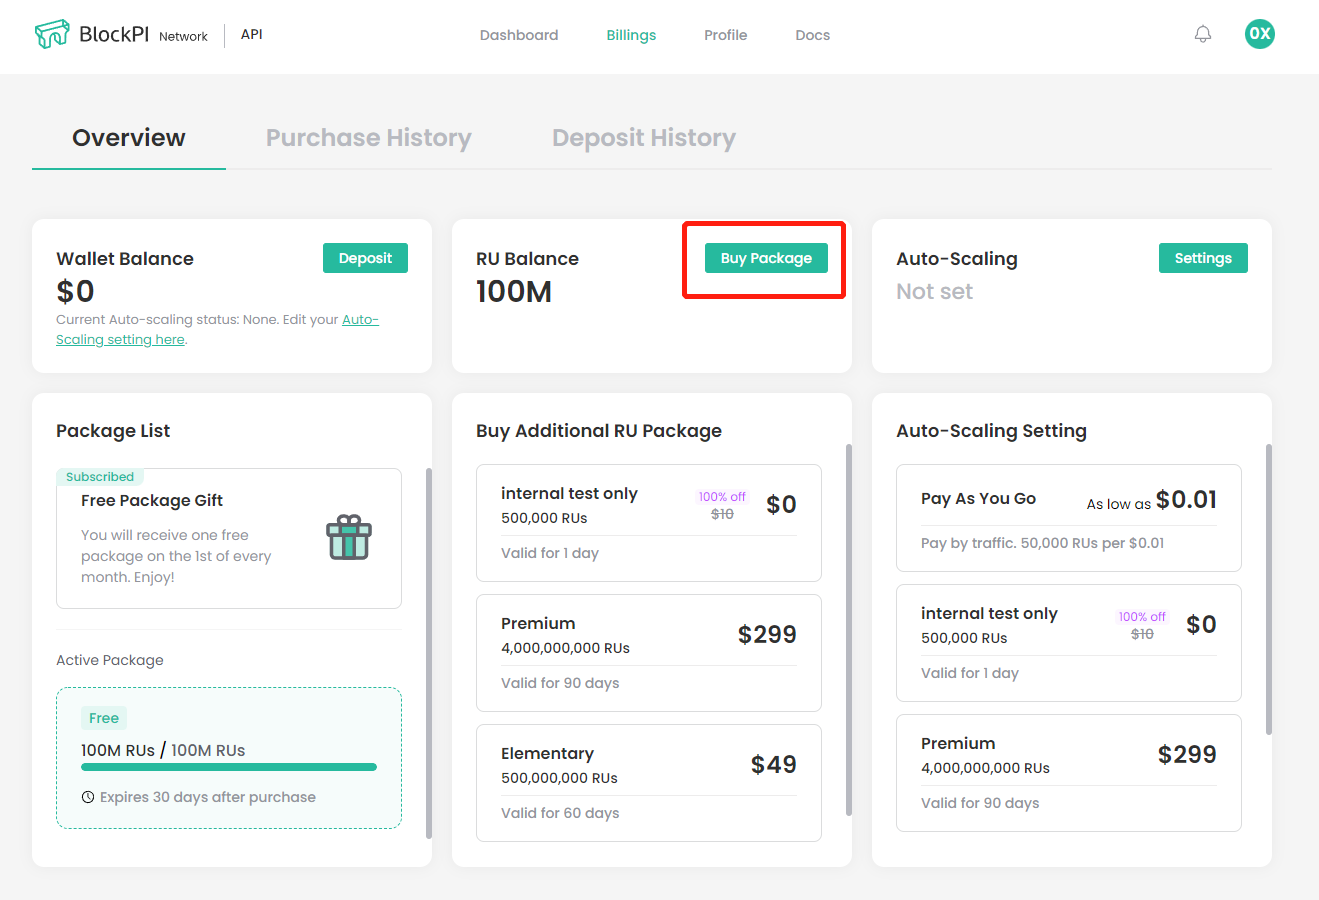 BlockPI Network API
Dashboard Billings Profile Docs
0X
Overview Purchase History Deposit History
Wallet Balance
Deposit
$0
Current Auto-scaling status: None. Edit your Auto-
Scaling setting here.
RU Balance
Buy Package
100M
Auto-Scaling
Settings
Not set
Package List
Subscribed
Free Package Gift
You will receive one free
package on the 1st of every
month. Enjoy!
Active Package
Free
100M RUs / 100M RUs
Expires 30 days after purchase
Buy Additional RU Package
internal test only
100% off
$10
$0
500,000 RUs
Valid for 1 day
Premium
$299
4,000,000,000 RUs
Valid for 90 days
Elementary
$49
500,000,000 RUs
Valid for 60 days
Auto-Scaling Setting
Pay As You Go
As low as $0.01
Pay by traffic. 50,000 RUs per $0.01
internal test only
100% off
$10
$0
500,000 RUs
Valid for 1 day
Premium
$299
4,000,000,000 RUs
Valid for 90 days